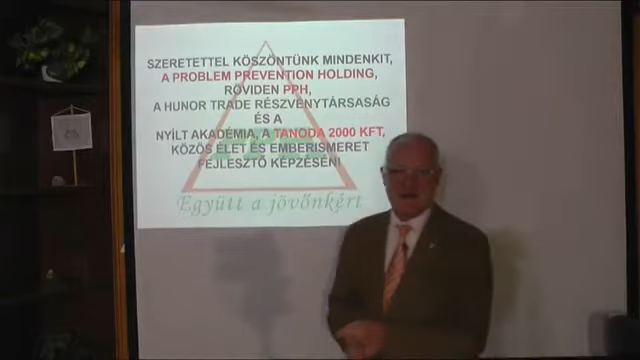 SZERETETTEL KÖSZÖNTÜNK MINDENKIT,
A PROBLEM PREVENTION HOLDING,
RÖVIDEN PPH,
A HUNOR TRADE RÉSZVÉNYTÁRSASÁG
ÉS A
NYÍLT AKADÉMIA, A TANODA 2000 KFT,
KÖZÖS ÉLET ÉS EMBERISMERET
FEJLESZTŐ KÉPZÉSÉN!
Együtt a jövőnkért